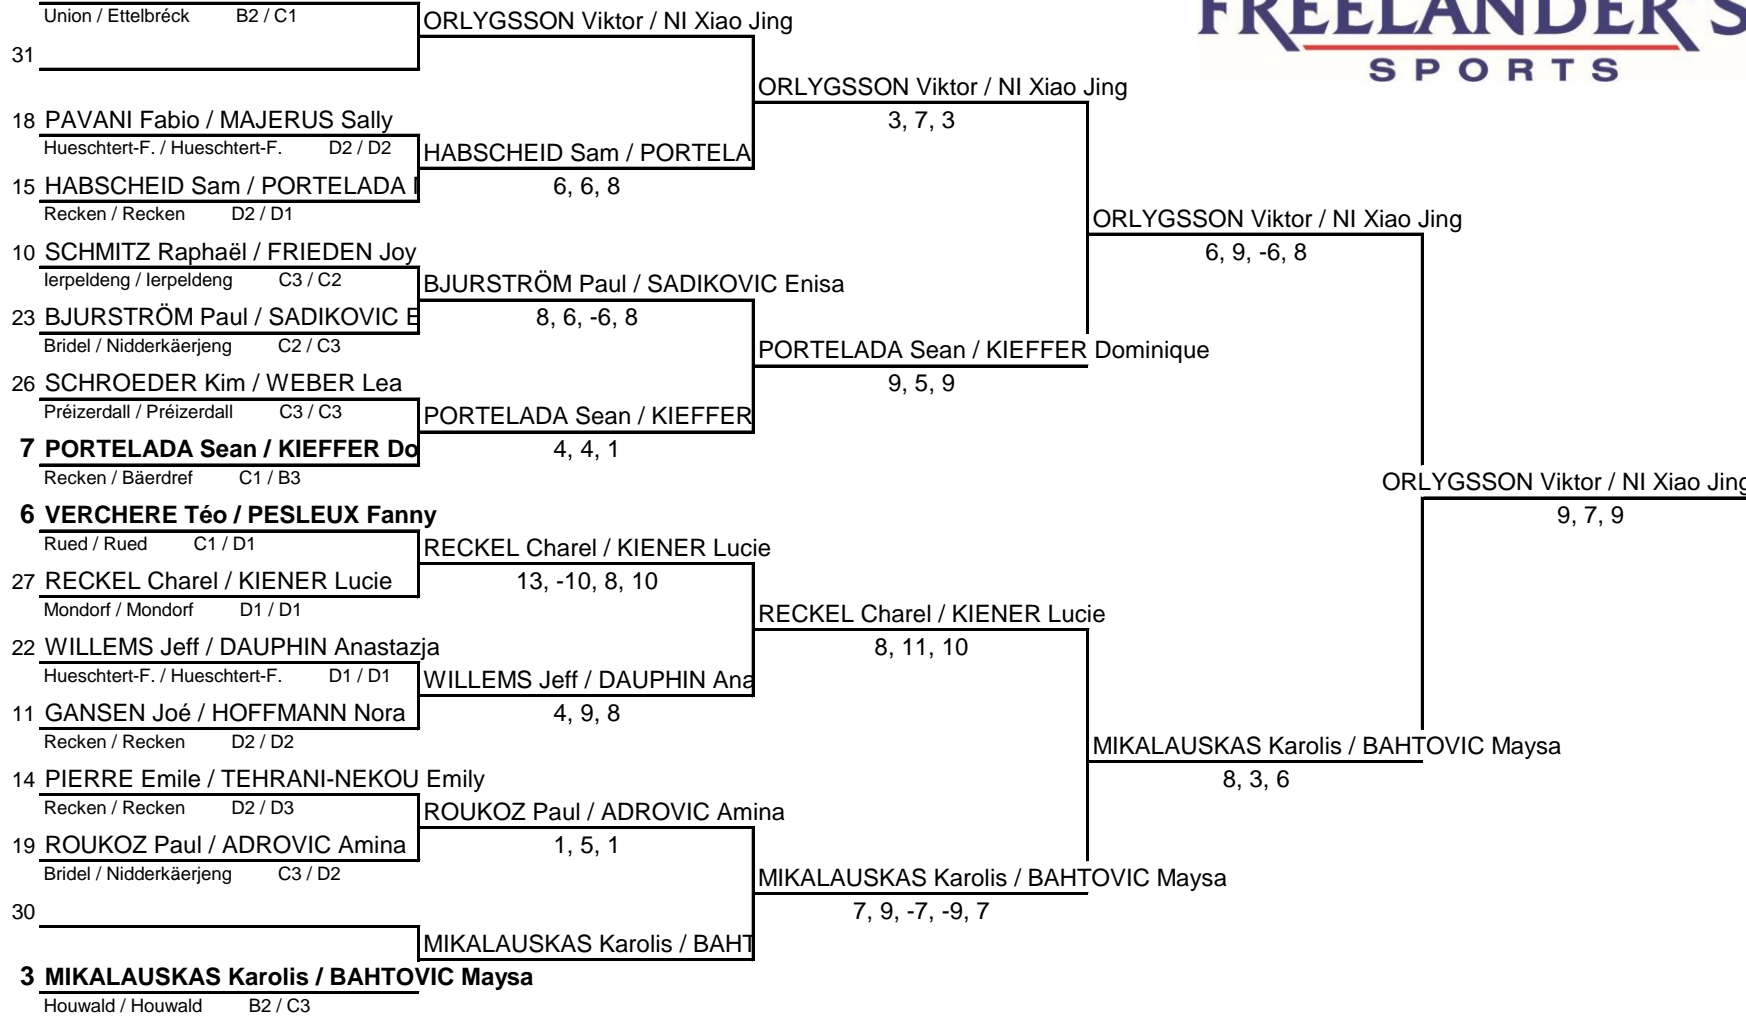 FREELANDER'S
SPORTS
Union / Ettelbréck B2 / C1
ORLYGSSON Viktor / NI Xiao Jing
31
ORLYGSSON Viktor / NI Xiao Jing
3, 7, 3
18 PAVANI Fabio / MAJERUS Sally
Hueschtert-F. / Hueschtert-F. D2 / D2
HABSCHEID Sam / PORTELA
6, 6, 8
15 HABSCHEID Sam / PORTELADA
Recken / Recken D2 / D1
ORLYGSSON Viktor / NI Xiao Jing
6, 9, -6, 8
10 SCHMITZ Raphaël / FRIEDEN Joy
Ierpeldeng / Ierpeldeng C3 / C2
BJURSTRÖM Paul / SADIKOVIC Enisa
8, 6, -6, 8
23 BJURSTRÖM Paul / SADIKOVIC E
Bridel / Nidderkäerjeng C2 / C3
PORTELADA Sean / KIEFFER Dominique
9, 5, 9
26 SCHROEDER Kim / WEBER Lea
Préizerdall / Préizerdall C3 / C3
PORTELADA Sean / KIEFFER
4, 4, 1
7 PORTELADA Sean / KIEFFER Do
Recken / Bäerdref C1 / B3
ORLYGSSON Viktor / NI Xiao Jing
9, 7, 9
6 VERCHERE Téo / PESLEUX Fanny
Rued / Rued C1 / D1
RECKEL Charel / KIENER Lucie
13, -10, 8, 10
27 RECKEL Charel / KIENER Lucie
Mondorf / Mondorf D1 / D1
RECKEL Charel / KIENER Lucie
8, 11, 10
22 WILLEMS Jeff / DAUPHIN Anastazja
Hueschtert-F. / Hueschtert-F. D1 / D1
WILLEMS Jeff / DAUPHIN Ana
4, 9, 8
11 GANSEN Joé / HOFFMANN Nora
Recken / Recken D2 / D2
MIKALAUSKAS Karolis / BAHTOVIC Maysa
8, 3, 6
14 PIERRE Emile / TEHRANI-NEKOU Emily
Recken / Recken D2 / D3
ROUKOZ Paul / ADROVIC Amina
1, 5, 1
19 ROUKOZ Paul / ADROVIC Amina
Bridel / Nidderkäerjeng C3 / D2
MIKALAUSKAS Karolis / BAHTOVIC Maysa
7, 9, -7, -9, 7
30
MIKALAUSKAS Karolis / BAHT
3 MIKALAUSKAS Karolis / BAHTOVIC Maysa
Houwald / Houwald B2 / C3